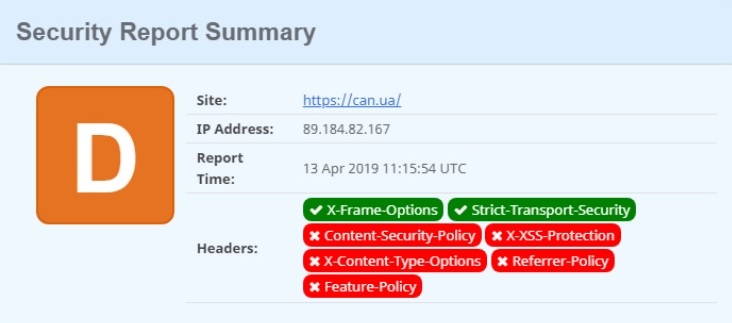 Security Report Summary
D
Site: https://can.ua/
IP Address: 89.184.82.167
Report
Time: 13 Apr 2019 11:15:54 UTC
Headers: ✔ X-Frame-Options ✔ Strict-Transport-Security
✖ Content-Security-Policy ✖ X-XSS-Protection
✖ X-Content-Type-Options ✖ Referrer-Policy
✖ Feature-Policy